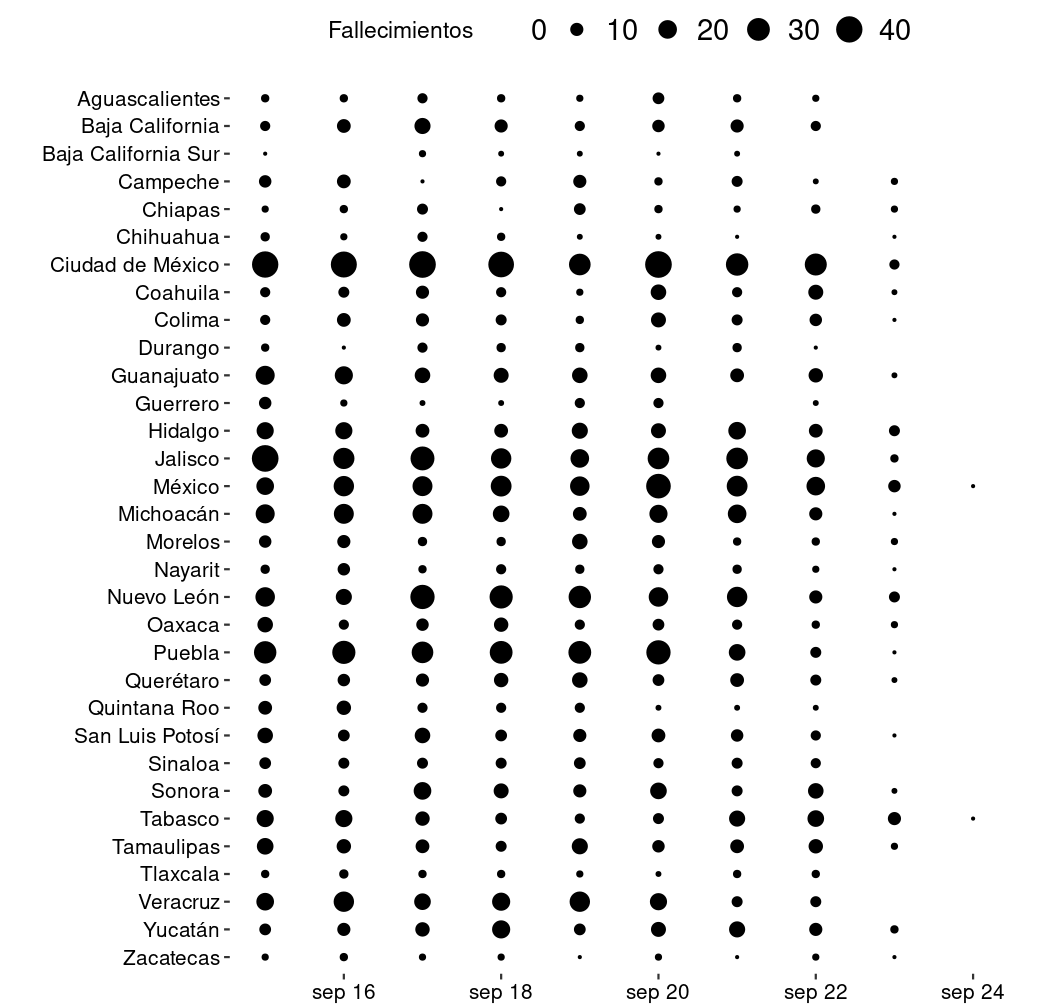 Fallecimientos 0 10 20 30 40
Aguascalientes
Baja California
Baja California Sur
Campeche
Chiapas
Chihuahua
Ciudad de México
Coahuila
Colima
Durango
Guanajuato
Guerrero
Hidalgo
Jalisco
México
Michoacán
Morelos
Nayarit
Nuevo León
Oaxaca
Puebla
Querétaro
Quintana Roo
San Luis Potosí
Sinaloa
Sonora
Tabasco
Tamaulipas
Tlaxcala
Veracruz
Yucatán
Zacatecas
sep 16 sep 18 sep 20 sep 22 sep 24